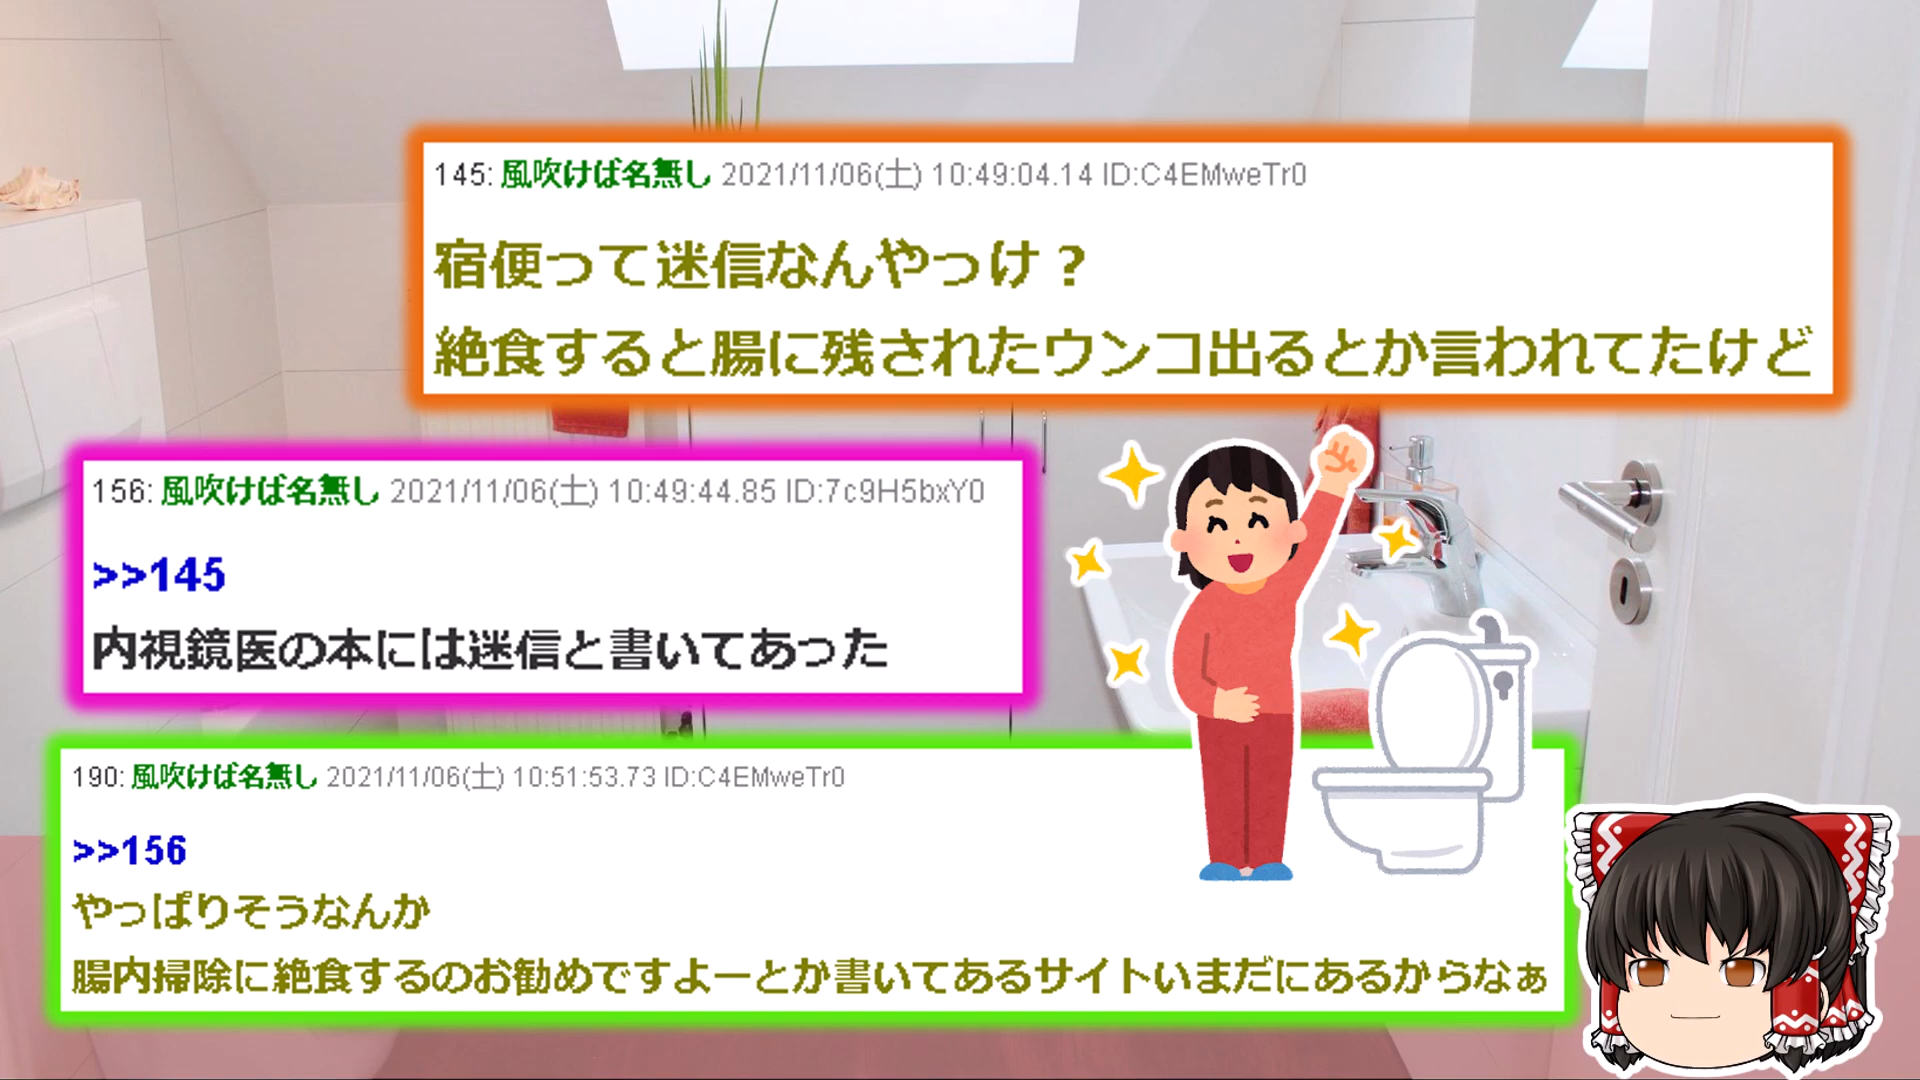 145: 風吹けば名無し 2021/11/06(土) 10:49:04.14 ID:C4EMweTr0
宿便って迷信なんやっけ？
絶食すると腸に残されたウンコ出るとか言われてたけど
156: 風吹けば名無し 2021/11/06(土) 10:49:44.85 ID:7c9H5bxY0
>>145
内視鏡医の本には迷信と書いてあった
190: 風吹けば名無し 2021/11/06(土) 10:51:53.73 ID:C4EMweTr0
>>156
やっぱりそうなんか
腸内掃除に絶食するのお勧めですよーとか書いてあるサイトいまだにあるからなぁ